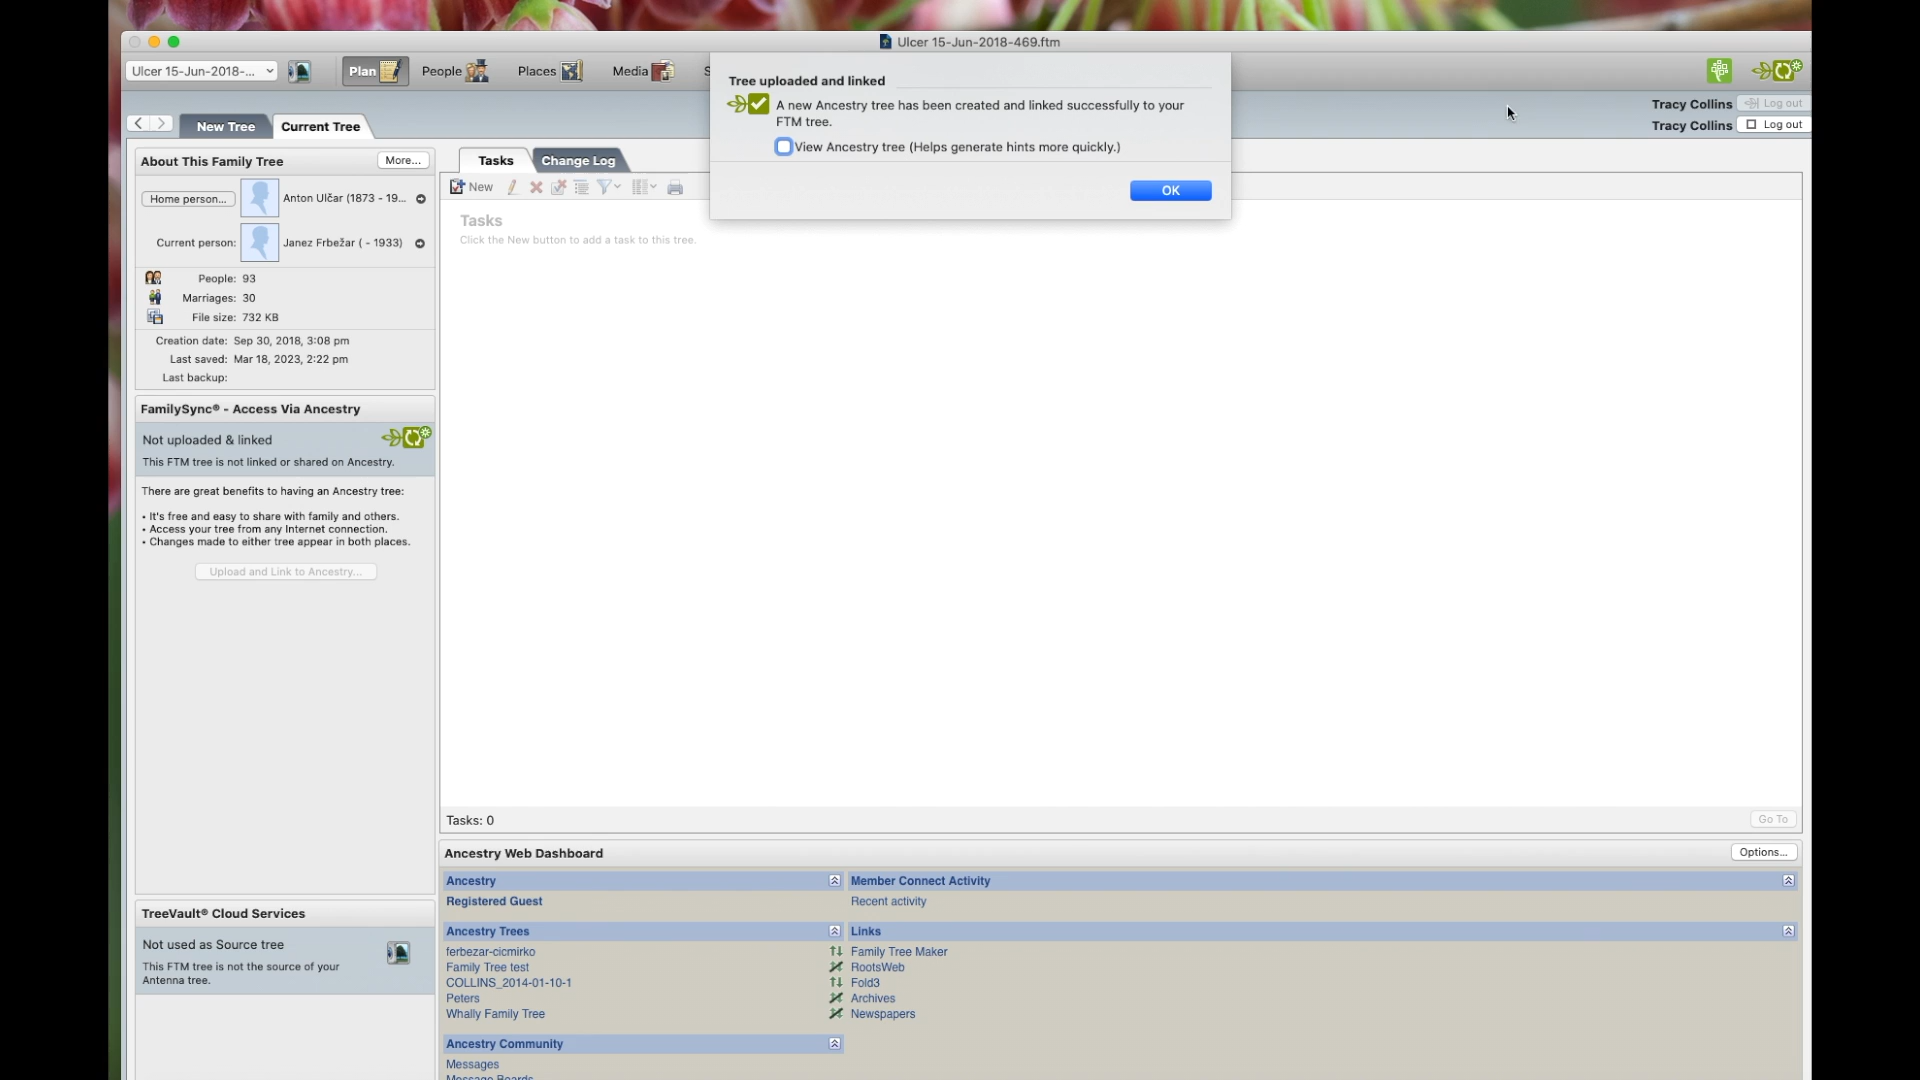 Ulcer 15-Jun-2018-469.ftm
Ulcer 15-Jun-2018-...
Plan
People
Places
Media
S
Tracy Collins
Log out
Tracy Collins
Log out
New Tree
Current Tree
Tree uploaded and linked
A new Ancestry tree has been created and linked successfully to your
FTM tree.
View Ancestry tree (Helps generate hints more quickly.)
OK
About This Family Tree
More...
Home person...
Anton Ulčar (1873 - 19...
Current person:
Janez Frbežar ( - 1933)
People: 93
Marriages: 30
File size: 732 KB
Creation date: Sep 30, 2018, 3:08 pm
Last saved: Mar 18, 2023, 2:22 pm
Last backup:
FamilySync® - Access Via Ancestry
Not uploaded & linked
This FTM tree is not linked or shared on Ancestry.
There are great benefits to having an Ancestry tree:
• It's free and easy to share with family and others.
• Access your tree from any Internet connection.
• Changes made to either tree appear in both places.
Upload and Link to Ancestry...
TreeVault® Cloud Services
Not used as Source tree
This FTM tree is not the source of your
Antenna tree.
Tasks
Change Log
New
Tasks
Click the New button to add a task to this tree.
Tasks: 0
Go To
Ancestry Web Dashboard
Options...
Ancestry
Registered Guest
Ancestry Trees
ferbezar-cicmirko
Family Tree test
COLLINS_2014-01-10-1
Peters
Whally Family Tree
Ancestry Community
Messages
Message Boards
Member Connect Activity
Recent activity
Links
Family Tree Maker
RootsWeb
Fold3
Archives
Newspapers